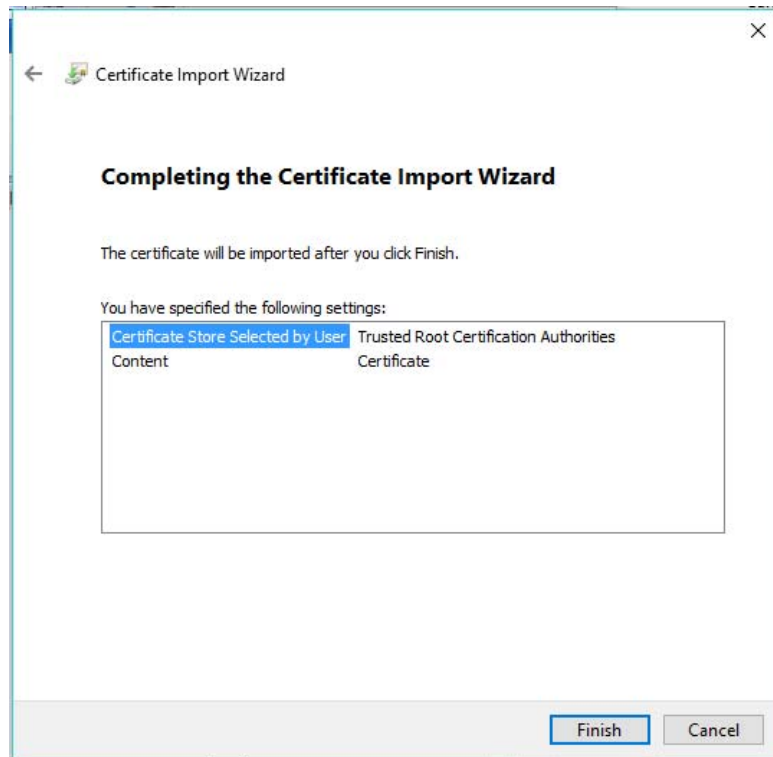 Certificate Import Wizard
Completing the Certificate Import Wizard
The certificate will be imported after you click Finish.
You have specified the following settings:
Certificate Store Selected by User Trusted Root Certification Authorities
Content Certificate
Finish Cancel